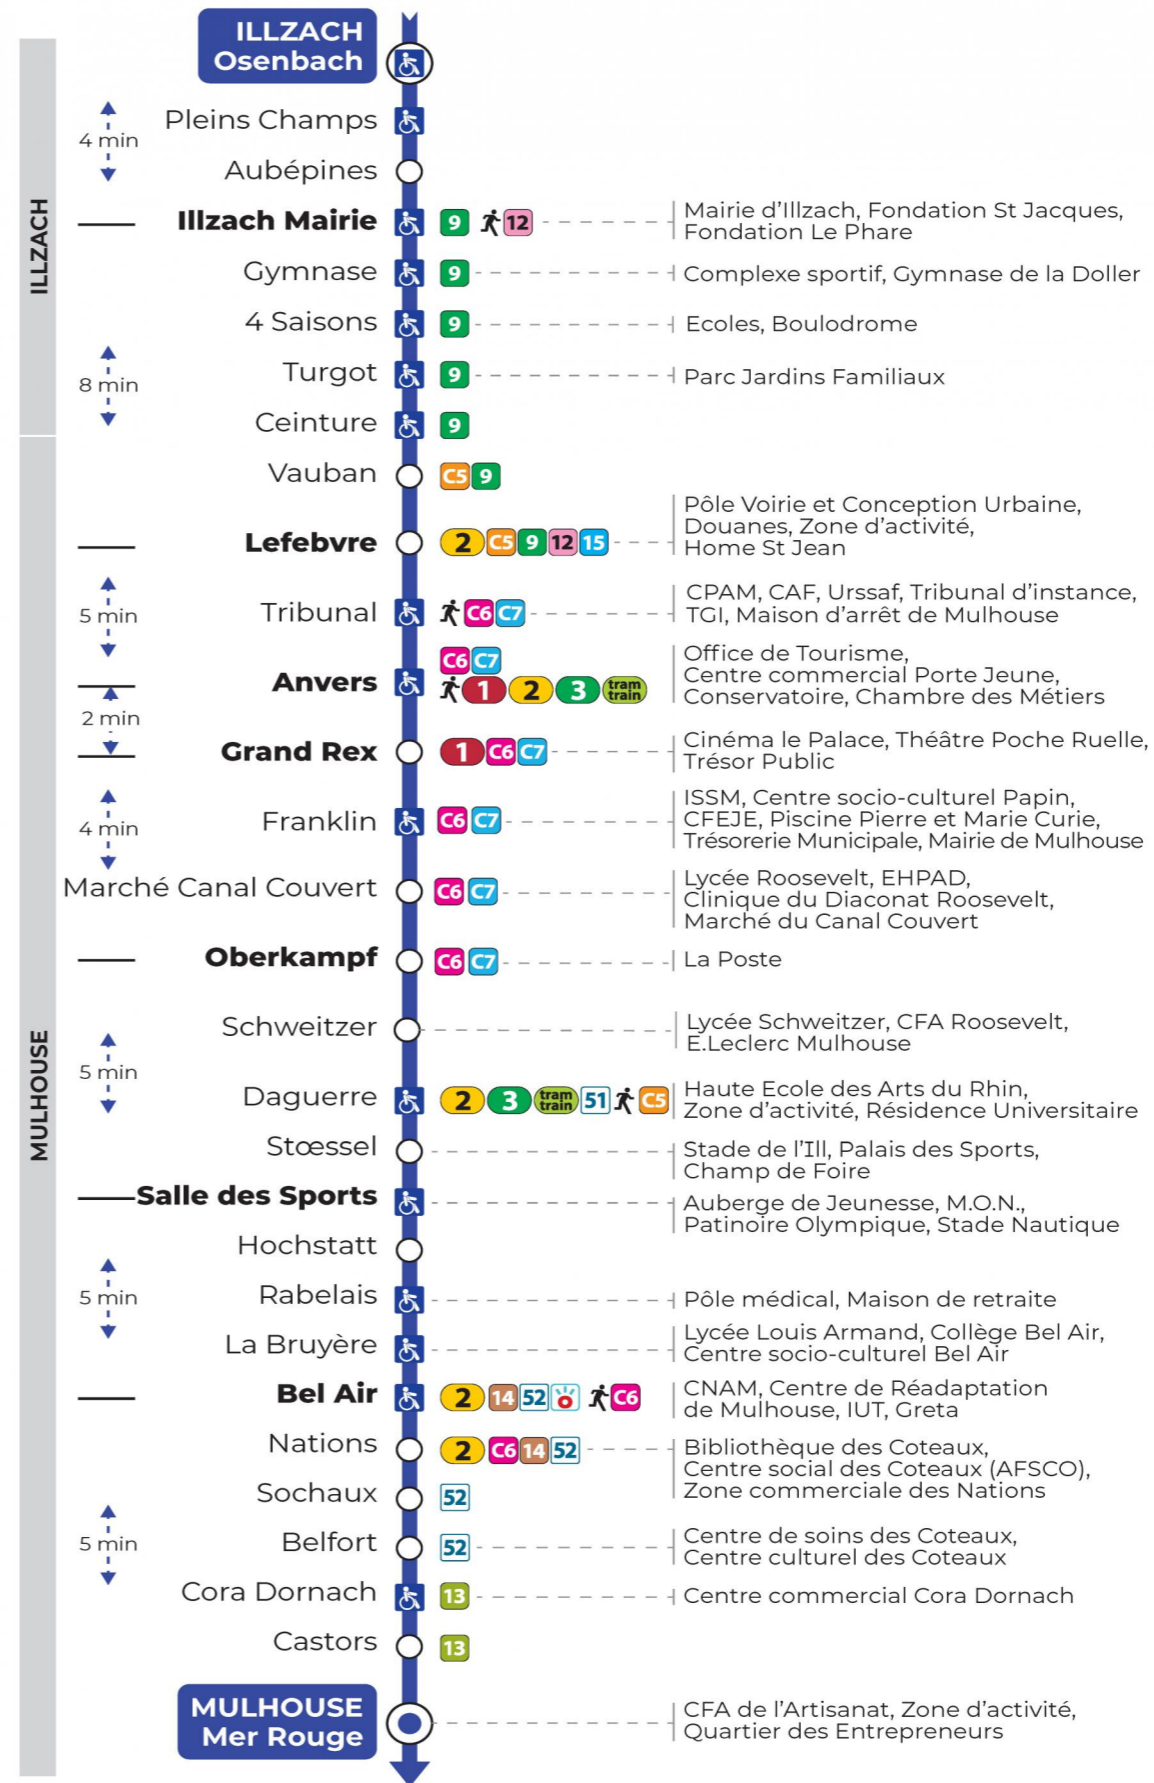 ILLZACH
Osenbach
Pleins Champs
4 min
Aubépines
ILLZACH
Illzach Mairie 9 12 Mairie d'Illzach, Fondation St Jacques,
Fondation Le Phare
Gymnase 9 Complexe sportif, Gymnase de la Doller
4 Saisons 9 Ecoles, Boulodrome
Turgot 9 Parc Jardins Familiaux
8 min
Ceinture 9
Vauban C5 9
Lefebvre 2 C5 9 12 15 Pôle Voirie et Conception Urbaine,
Douanes, Zone d'activité,
Home St Jean
5 min
Tribunal C6 C7 CPAM, CAF, Urssaf, Tribunal d'instance,
TGI, Maison d'arrêt de Mulhouse
C6 C7
Anvers 1 2 3 tram
train
Office de Tourisme,
Centre commercial Porte Jeune,
Conservatoire, Chambre des Métiers
2 min
Grand Rex 1 C6 C7 Cinéma le Palace, Théâtre Poche Ruelle,
Trésor Public
4 min
Franklin C6 C7 ISSM, Centre socio-culturel Papin,
CFEJE, Piscine Pierre et Marie Curie,
Trésorerie Municipale, Mairie de Mulhouse
Marché Canal Couvert C6 C7 Lycée Roosevelt, EHPAD,
Clinique du Diaconat Roosevelt,
Marché du Canal Couvert
Oberkampf C6 C7 La Poste
MULHOUSE
Schweitzer Lycée Schweitzer, CFA Roosevelt,
E.Leclerc Mulhouse
5 min
Daguerre 2 3 tram
train 51 C5 Haute Ecole des Arts du Rhin,
Zone d'activité, Résidence Universitaire
Stœssel Stade de l'Ill, Palais des Sports,
Champ de Foire
Salle des Sports Auberge de Jeunesse, M.O.N.,
Patinoire Olympique, Stade Nautique
Hochstatt
5 min
Rabelais Pôle médical, Maison de retraite
La Bruyère Lycée Louis Armand, Collège Bel Air,
Centre socio-culturel Bel Air
Bel Air 2 14 52 C6 CNAM, Centre de Réadaptation
de Mulhouse, IUT, Greta
Nations 2 C6 14 52 Bibliothèque des Coteaux,
Centre social des Coteaux (AFSCO),
Zone commerciale des Nations
Sochaux 52
5 min
Belfort 52 Centre de soins des Coteaux,
Centre culturel des Coteaux
Cora Dornach 13 Centre commercial Cora Dornach
Castors 13
MULHOUSE
Mer Rouge
CFA de l'Artisanat, Zone d'activité,
Quartier des Entrepreneurs